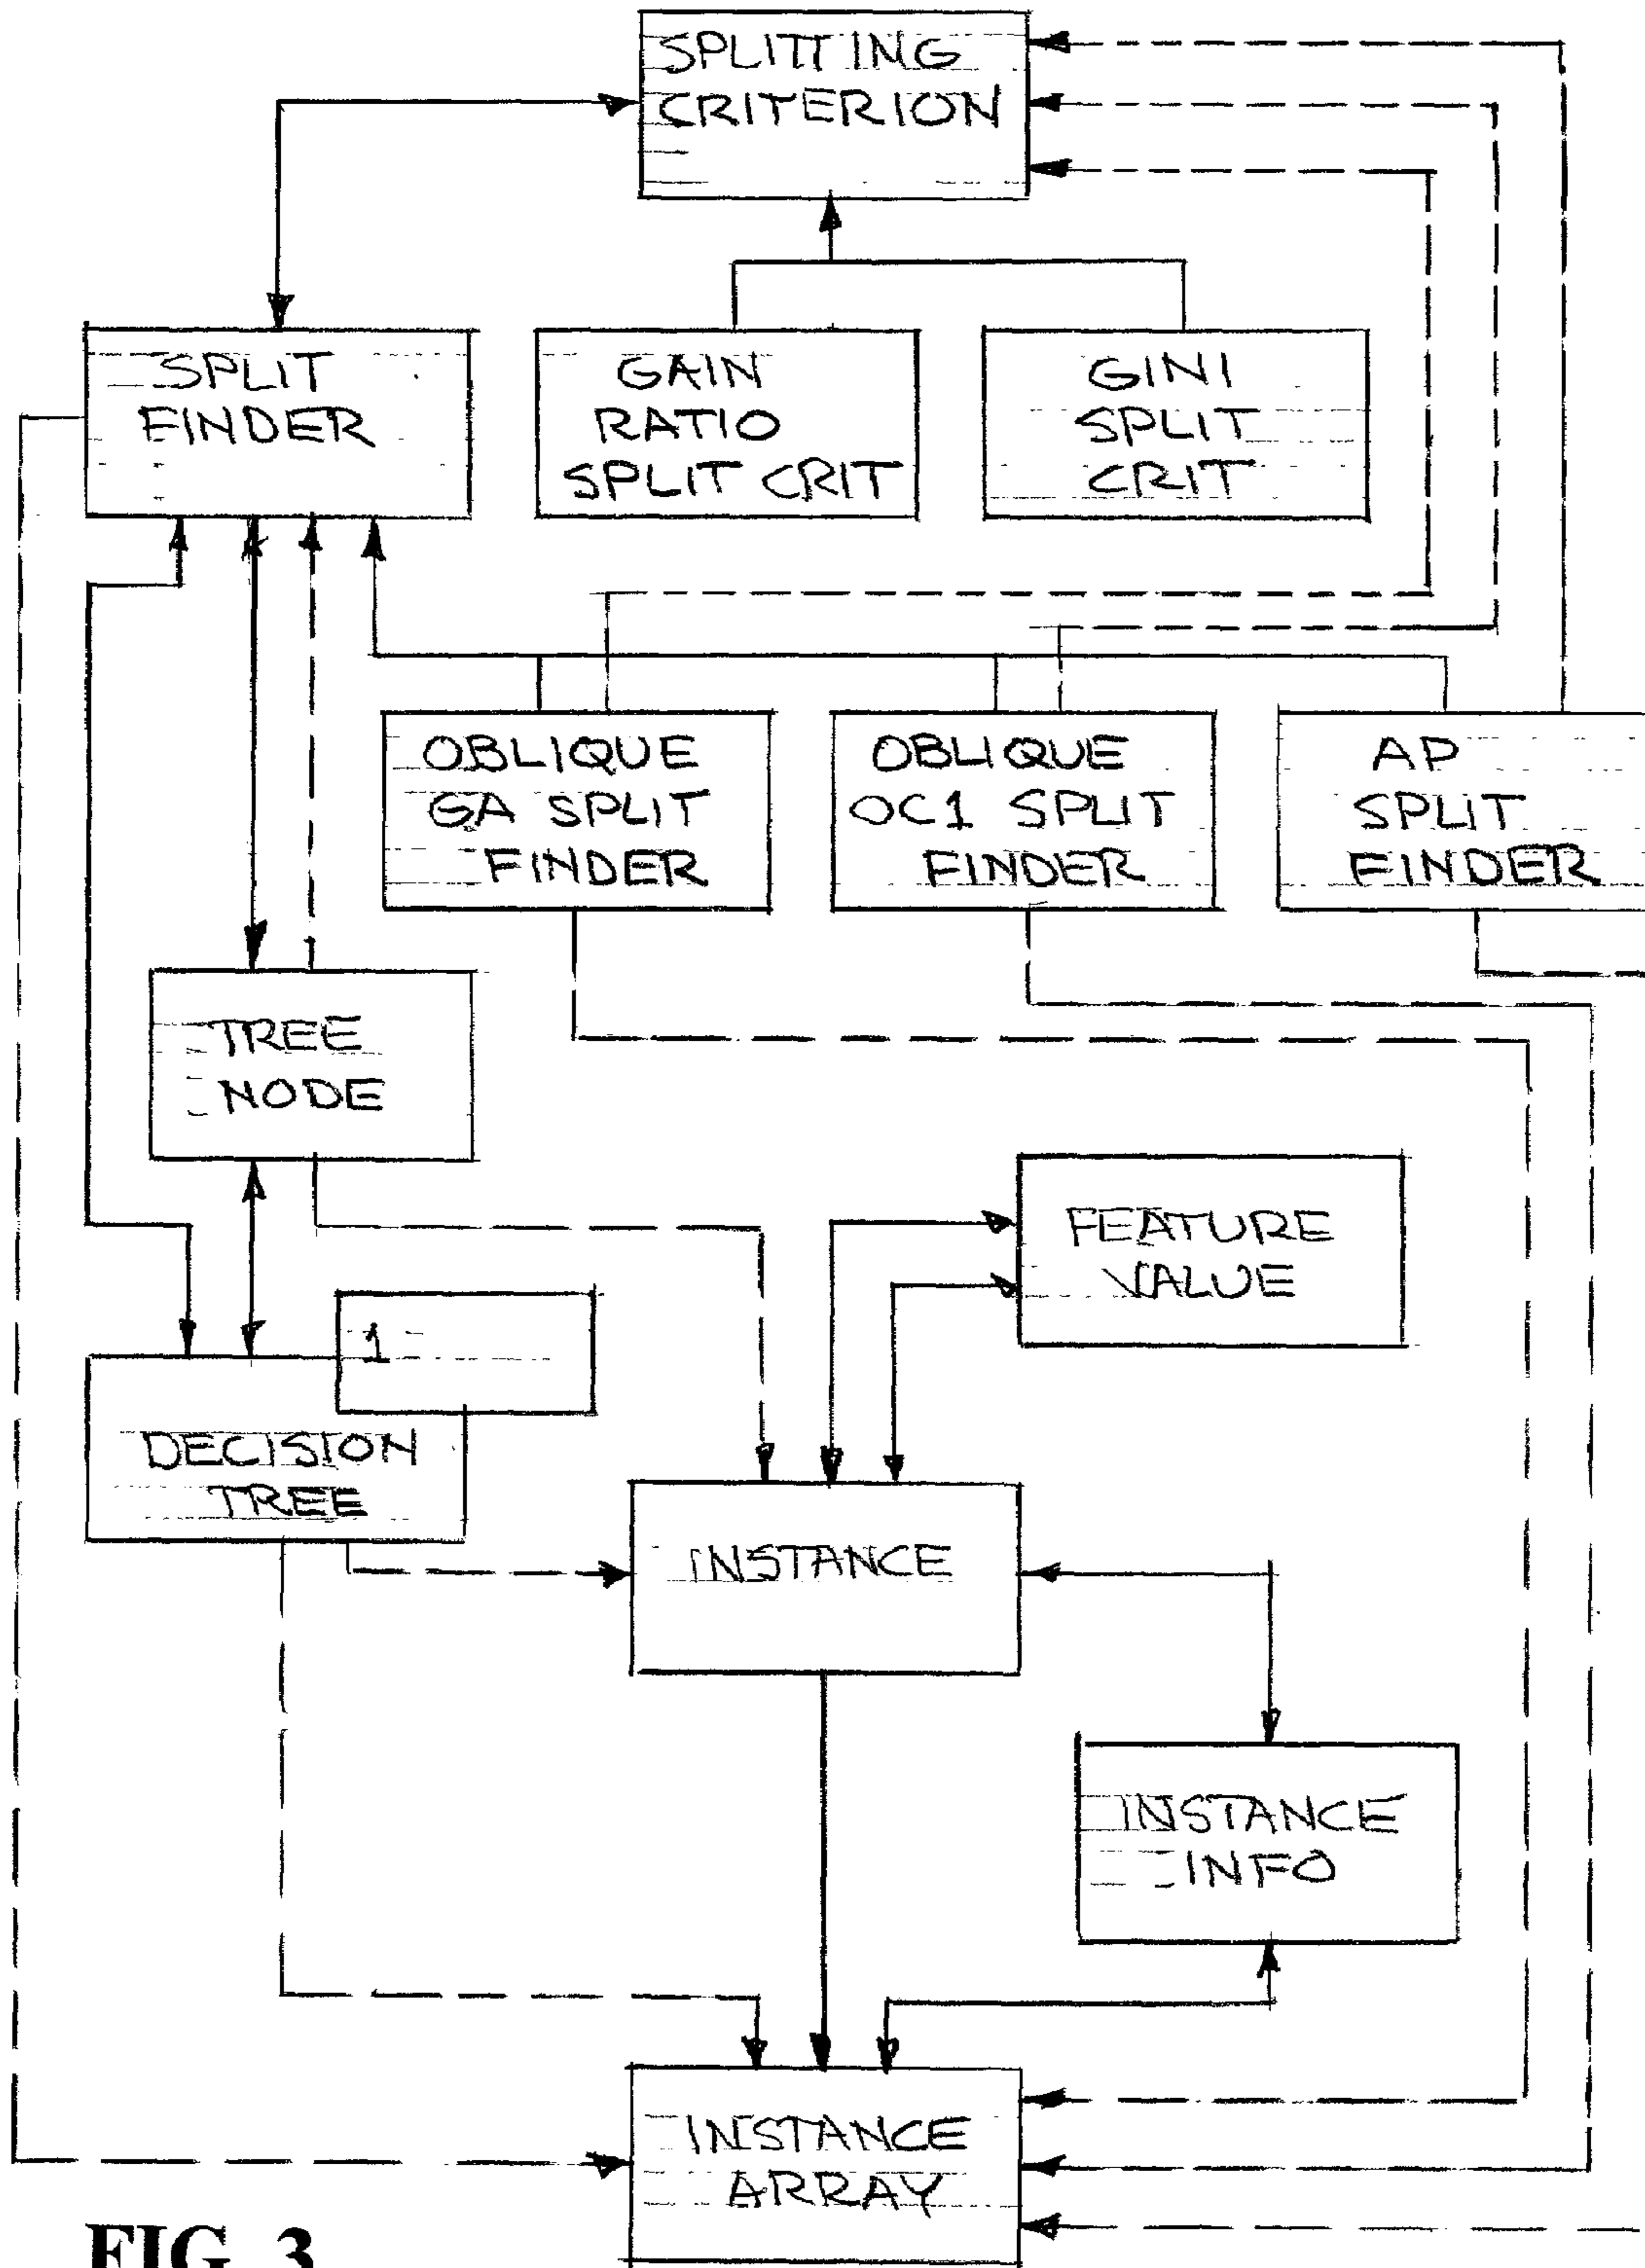 SPLITTING
CRITERION
SPLIT
FINDER
GAIN
RATIO
SPLIT CRIT
GINI
SPLIT
CRIT
OBLIQUE
GA SPLIT
FINDER
OBLIQUE
OC1 SPLIT
FINDER
AP
SPLIT
FINDER
TREE
NODE
FEATURE
VALUE
1
DECISION
TREE
INSTANCE
INSTANCE
INFO
INSTANCE
ARRAY
FIG. 3